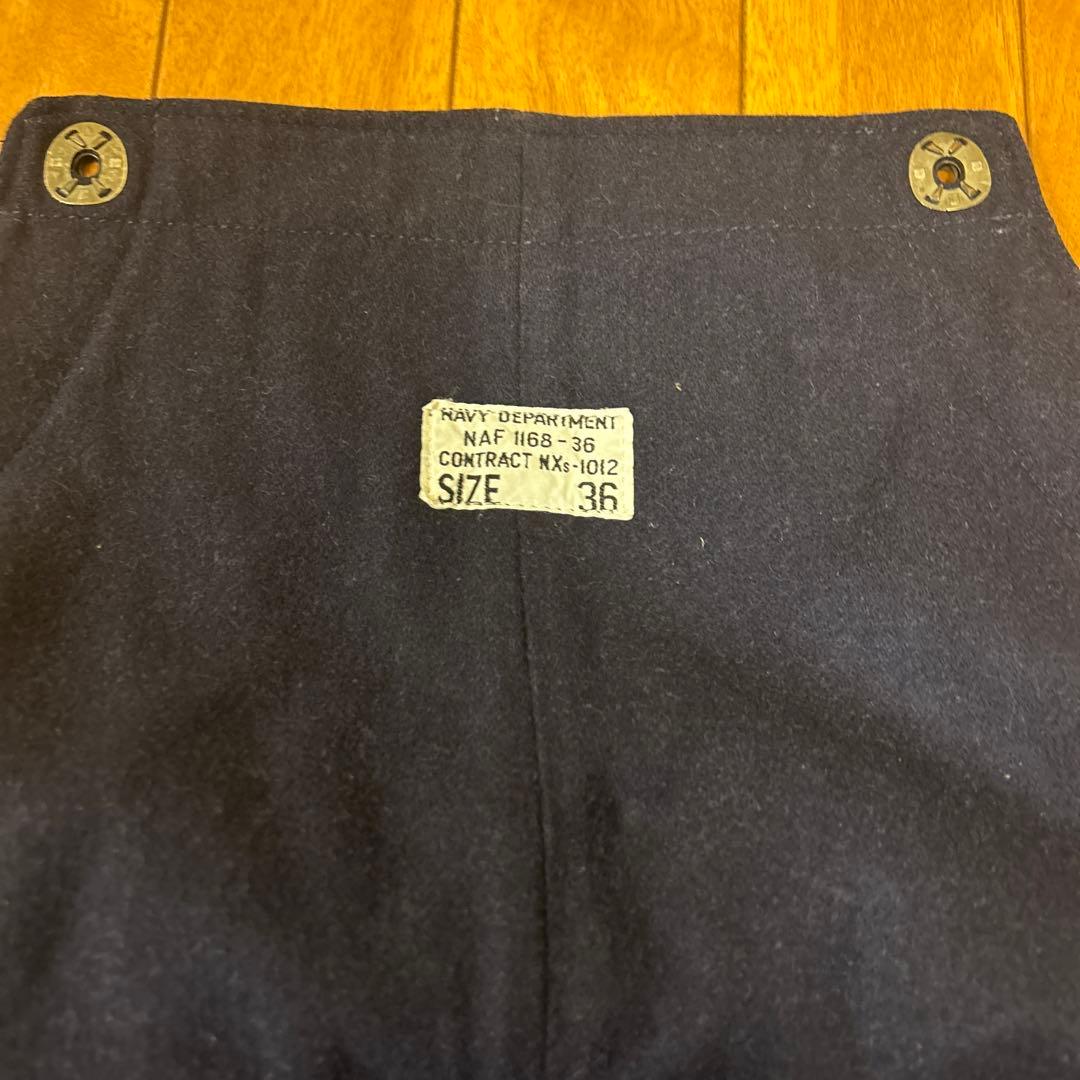 NAVY DEPARTMENT
NAF 1168-36
CONTRACT NXs-1012
SIZE 36